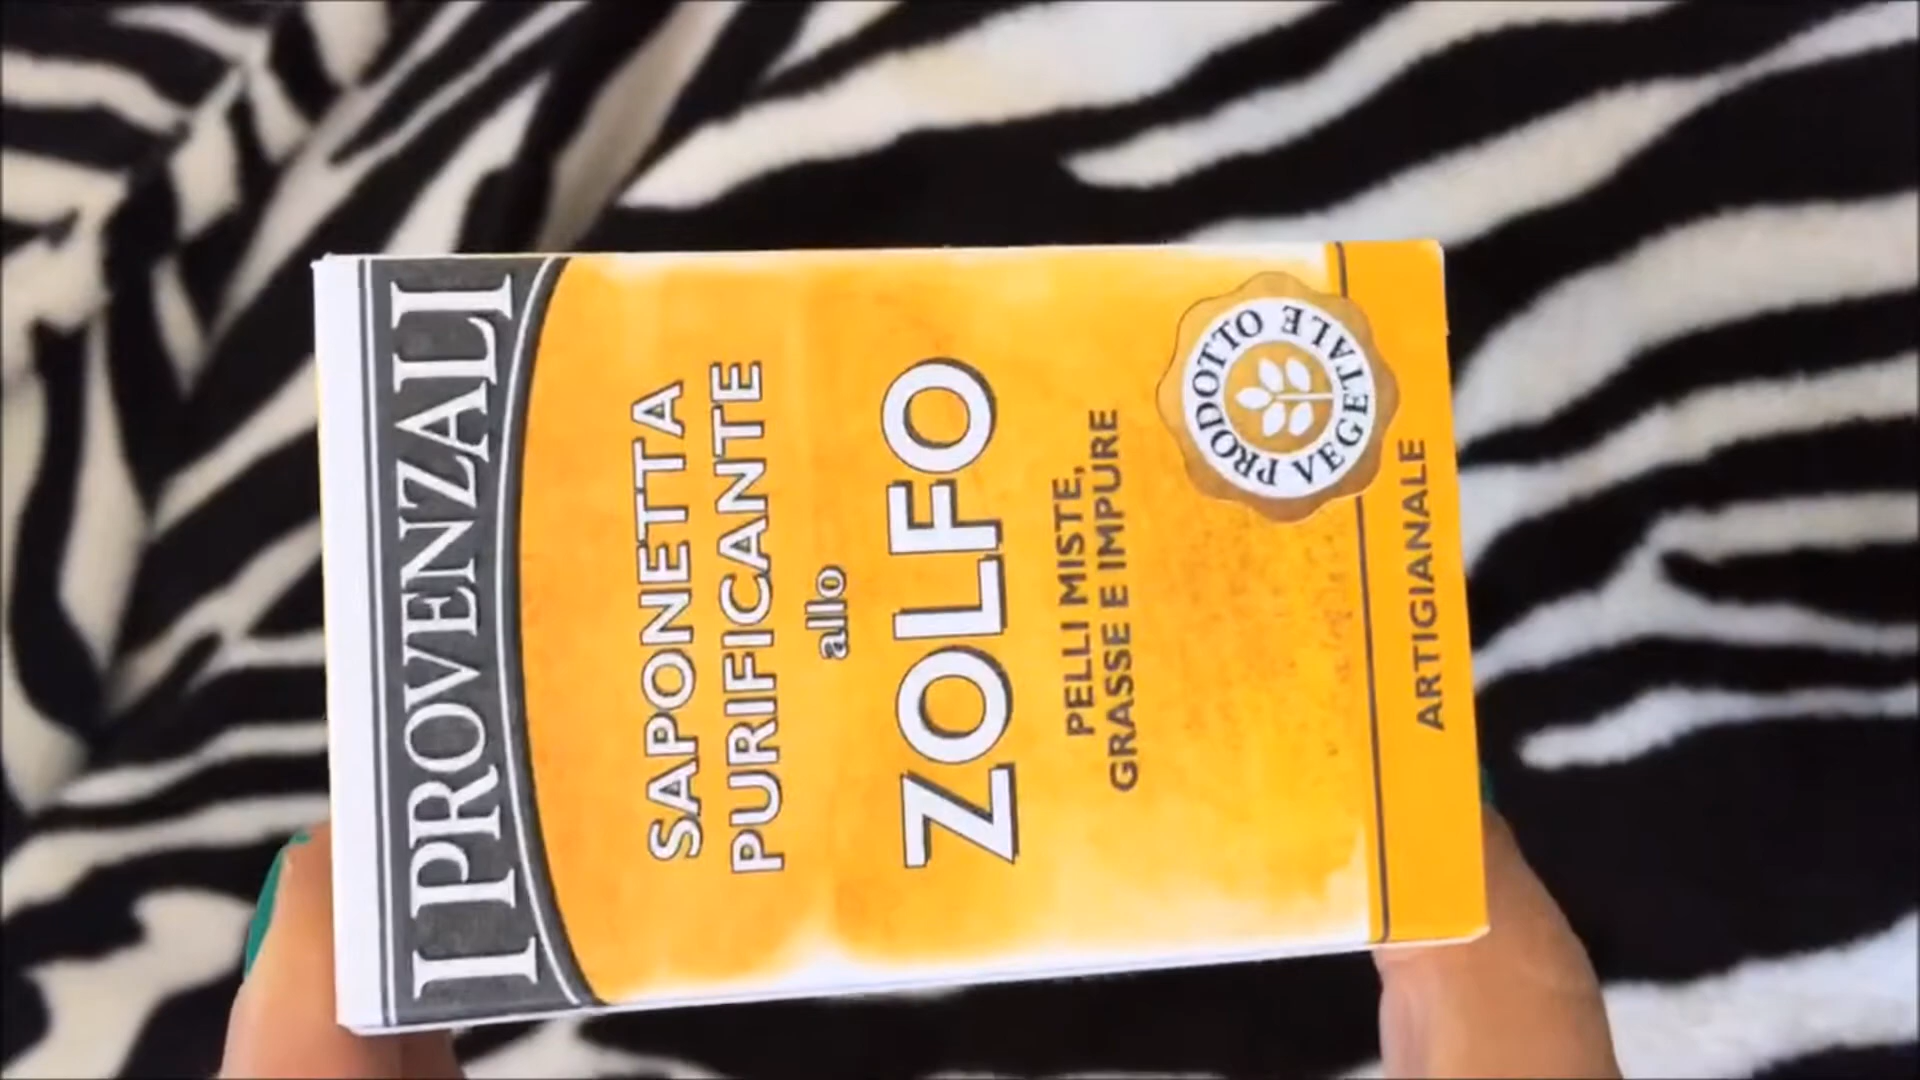 I PROVENZALI
SAPONETTA
PURIFICANTE
allo
ZOLFO
PELLI MISTE,
GRASSE E IMPURE
PRODOTTO VEGETALE
ARTIGIANALE